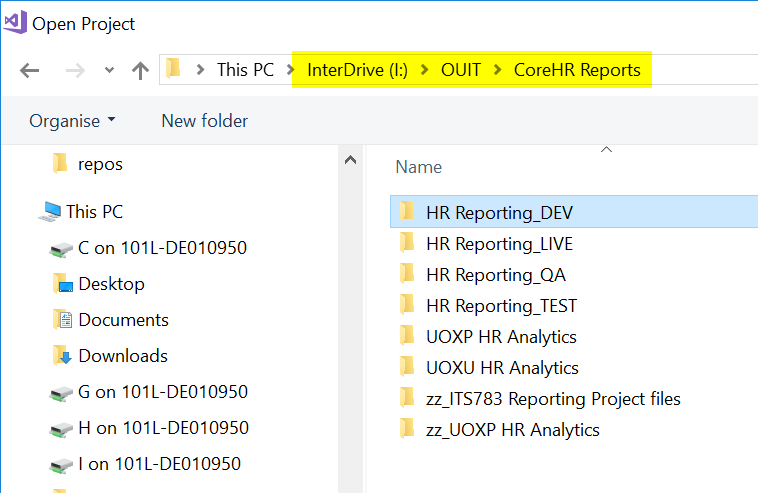 Open Project
This PC > InterDrive (I:) > OUIT > CoreHR Reports
Organise New folder
repos
This PC
C on 101L-DE010950
Desktop
Documents
Downloads
G on 101L-DE010950
H on 101L-DE010950
I on 101L-DE010950
Name
HR Reporting_DEV
HR Reporting_LIVE
HR Reporting_QA
HR Reporting_TEST
UOXP HR Analytics
UOXU HR Analytics
zz_ITS783 Reporting Project files
zz_UOXP HR Analytics